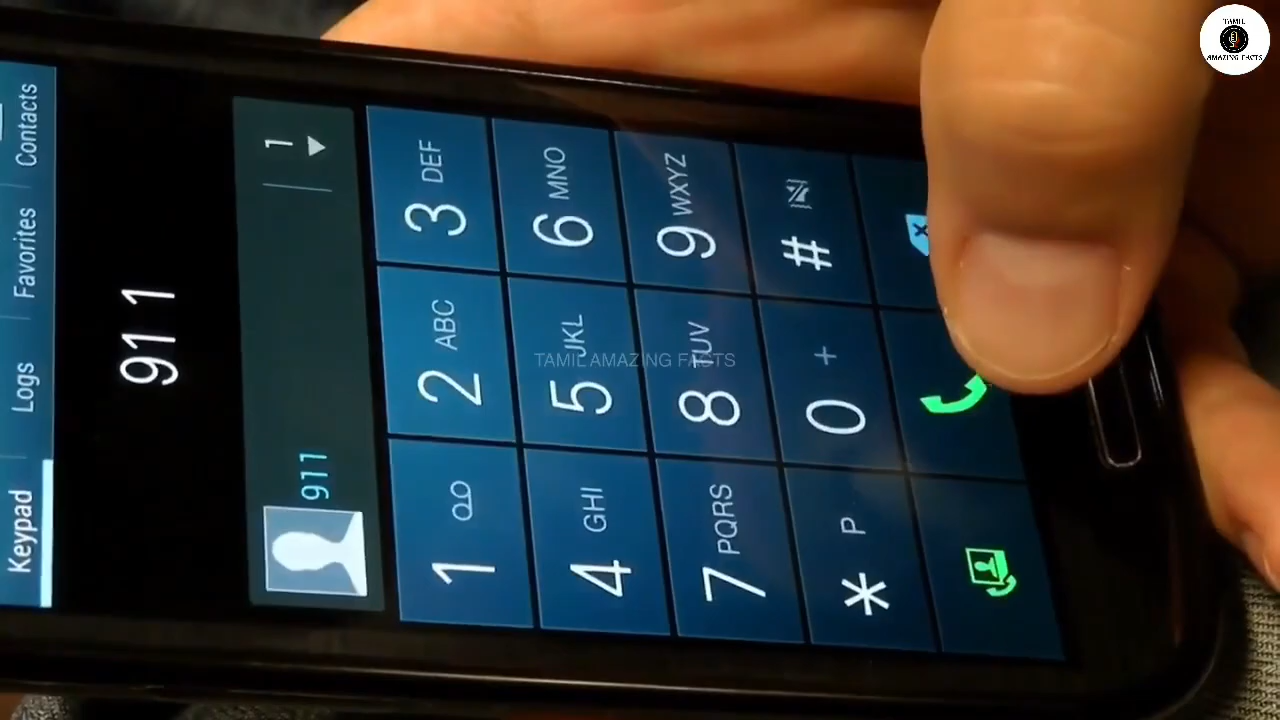 TAMIL
AMAZING FACTS
Keypad
Logs
Favorites
Contacts
911
911
1
1
2 ABC
3 DEF
4 GHI
5 JKL
6 MNO
7 PQRS
8 TUV
9 WXYZ
* P
0 +
#
TAMIL AMAZING FACTS